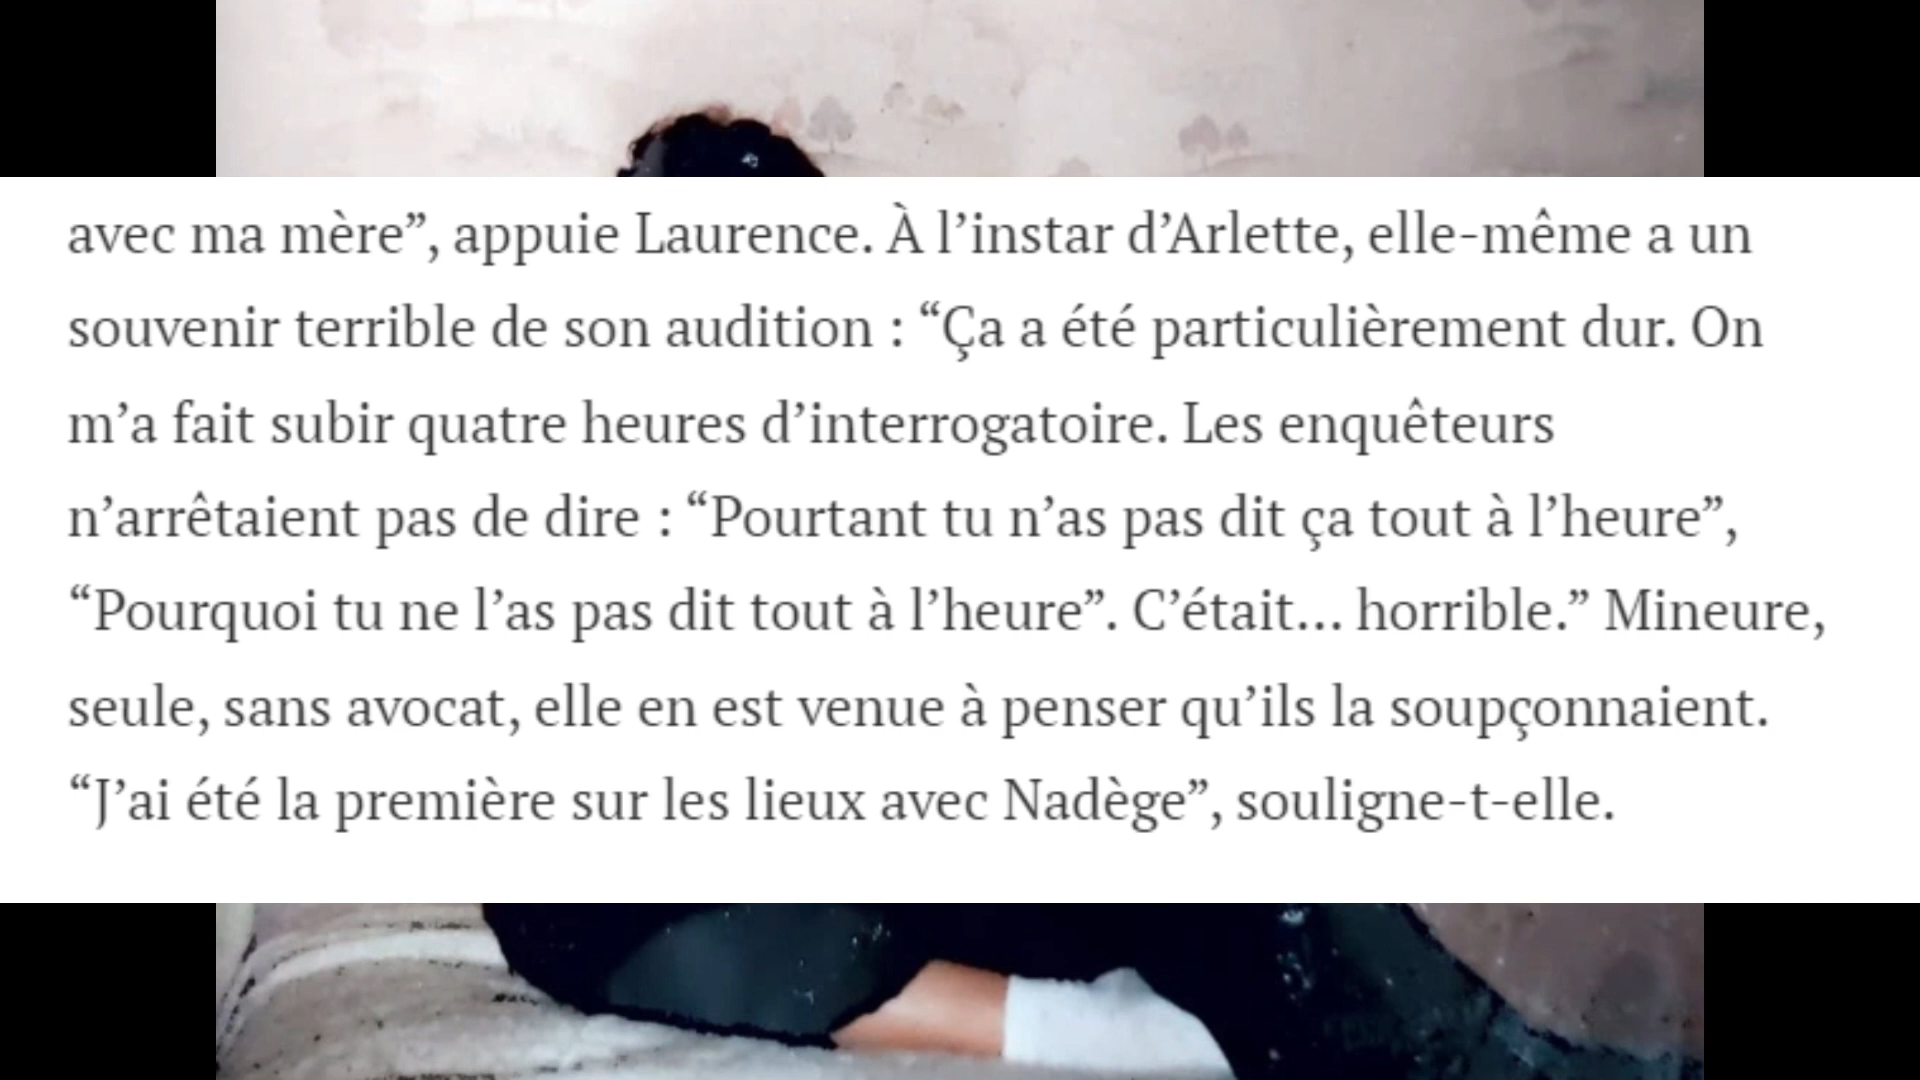 avec ma mère”, appuie Laurence. À l’instar d’Arlette, elle-même a un
souvenir terrible de son audition : “Ça a été particulièrement dur. On
m’a fait subir quatre heures d’interrogatoire. Les enquêteurs
n’arrêtaient pas de dire : “Pourtant tu n’as pas dit ça tout à l’heure”,
“Pourquoi tu ne l’as pas dit tout à l’heure”. C’était… horrible.” Mineure,
seule, sans avocat, elle en est venue à penser qu’ils la soupçonnaient.
“J’ai été la première sur les lieux avec Nadège”, souligne-t-elle.